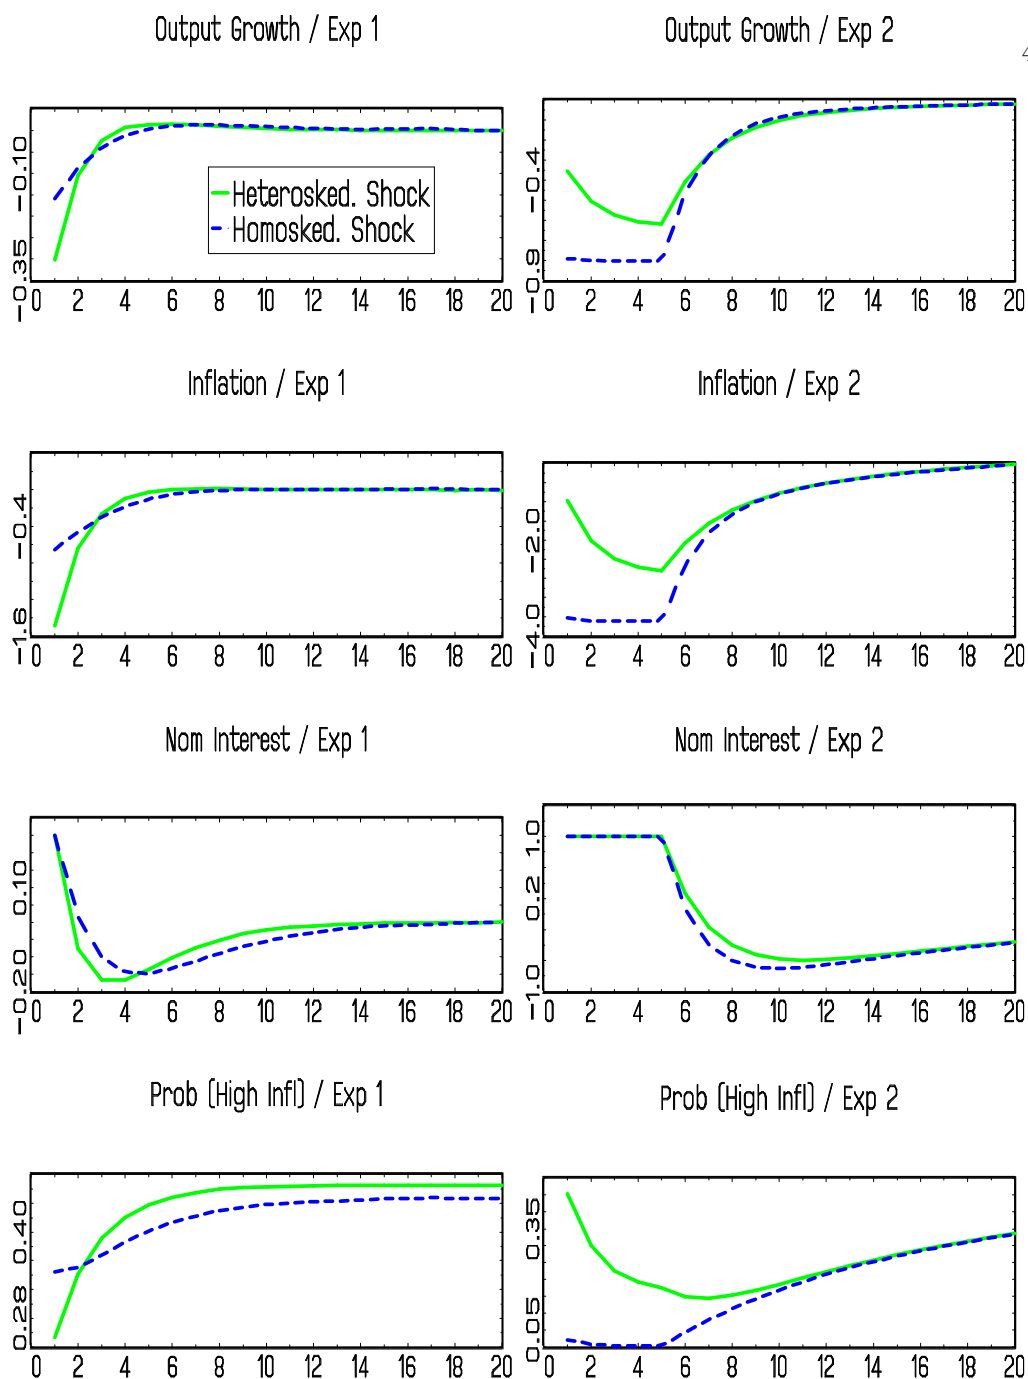 Output Growth / Exp 1
Output Growth / Exp 2
4
-0.10
-0.35
Heterosked. Shock
Homosked. Shock
0 2 4 6 8 10 12 14 16 18 20
-0.4
-0.9
0 2 4 6 8 10 12 14 16 18 20
Inflation / Exp 1
Inflation / Exp 2
-0.4
-1.6
0 2 4 6 8 10 12 14 16 18 20
-2.0
-4.0
0 2 4 6 8 10 12 14 16 18 20
Nom Interest / Exp 1
Nom Interest / Exp 2
0.10
-0.20
0 2 4 6 8 10 12 14 16 18 20
1.0
0.2
-1.0
0 2 4 6 8 10 12 14 16 18 20
Prob (High Infl) / Exp 1
Prob (High Infl) / Exp 2
0.40
0.28
0 2 4 6 8 10 12 14 16 18 20
0.35
0.05
0 2 4 6 8 10 12 14 16 18 20